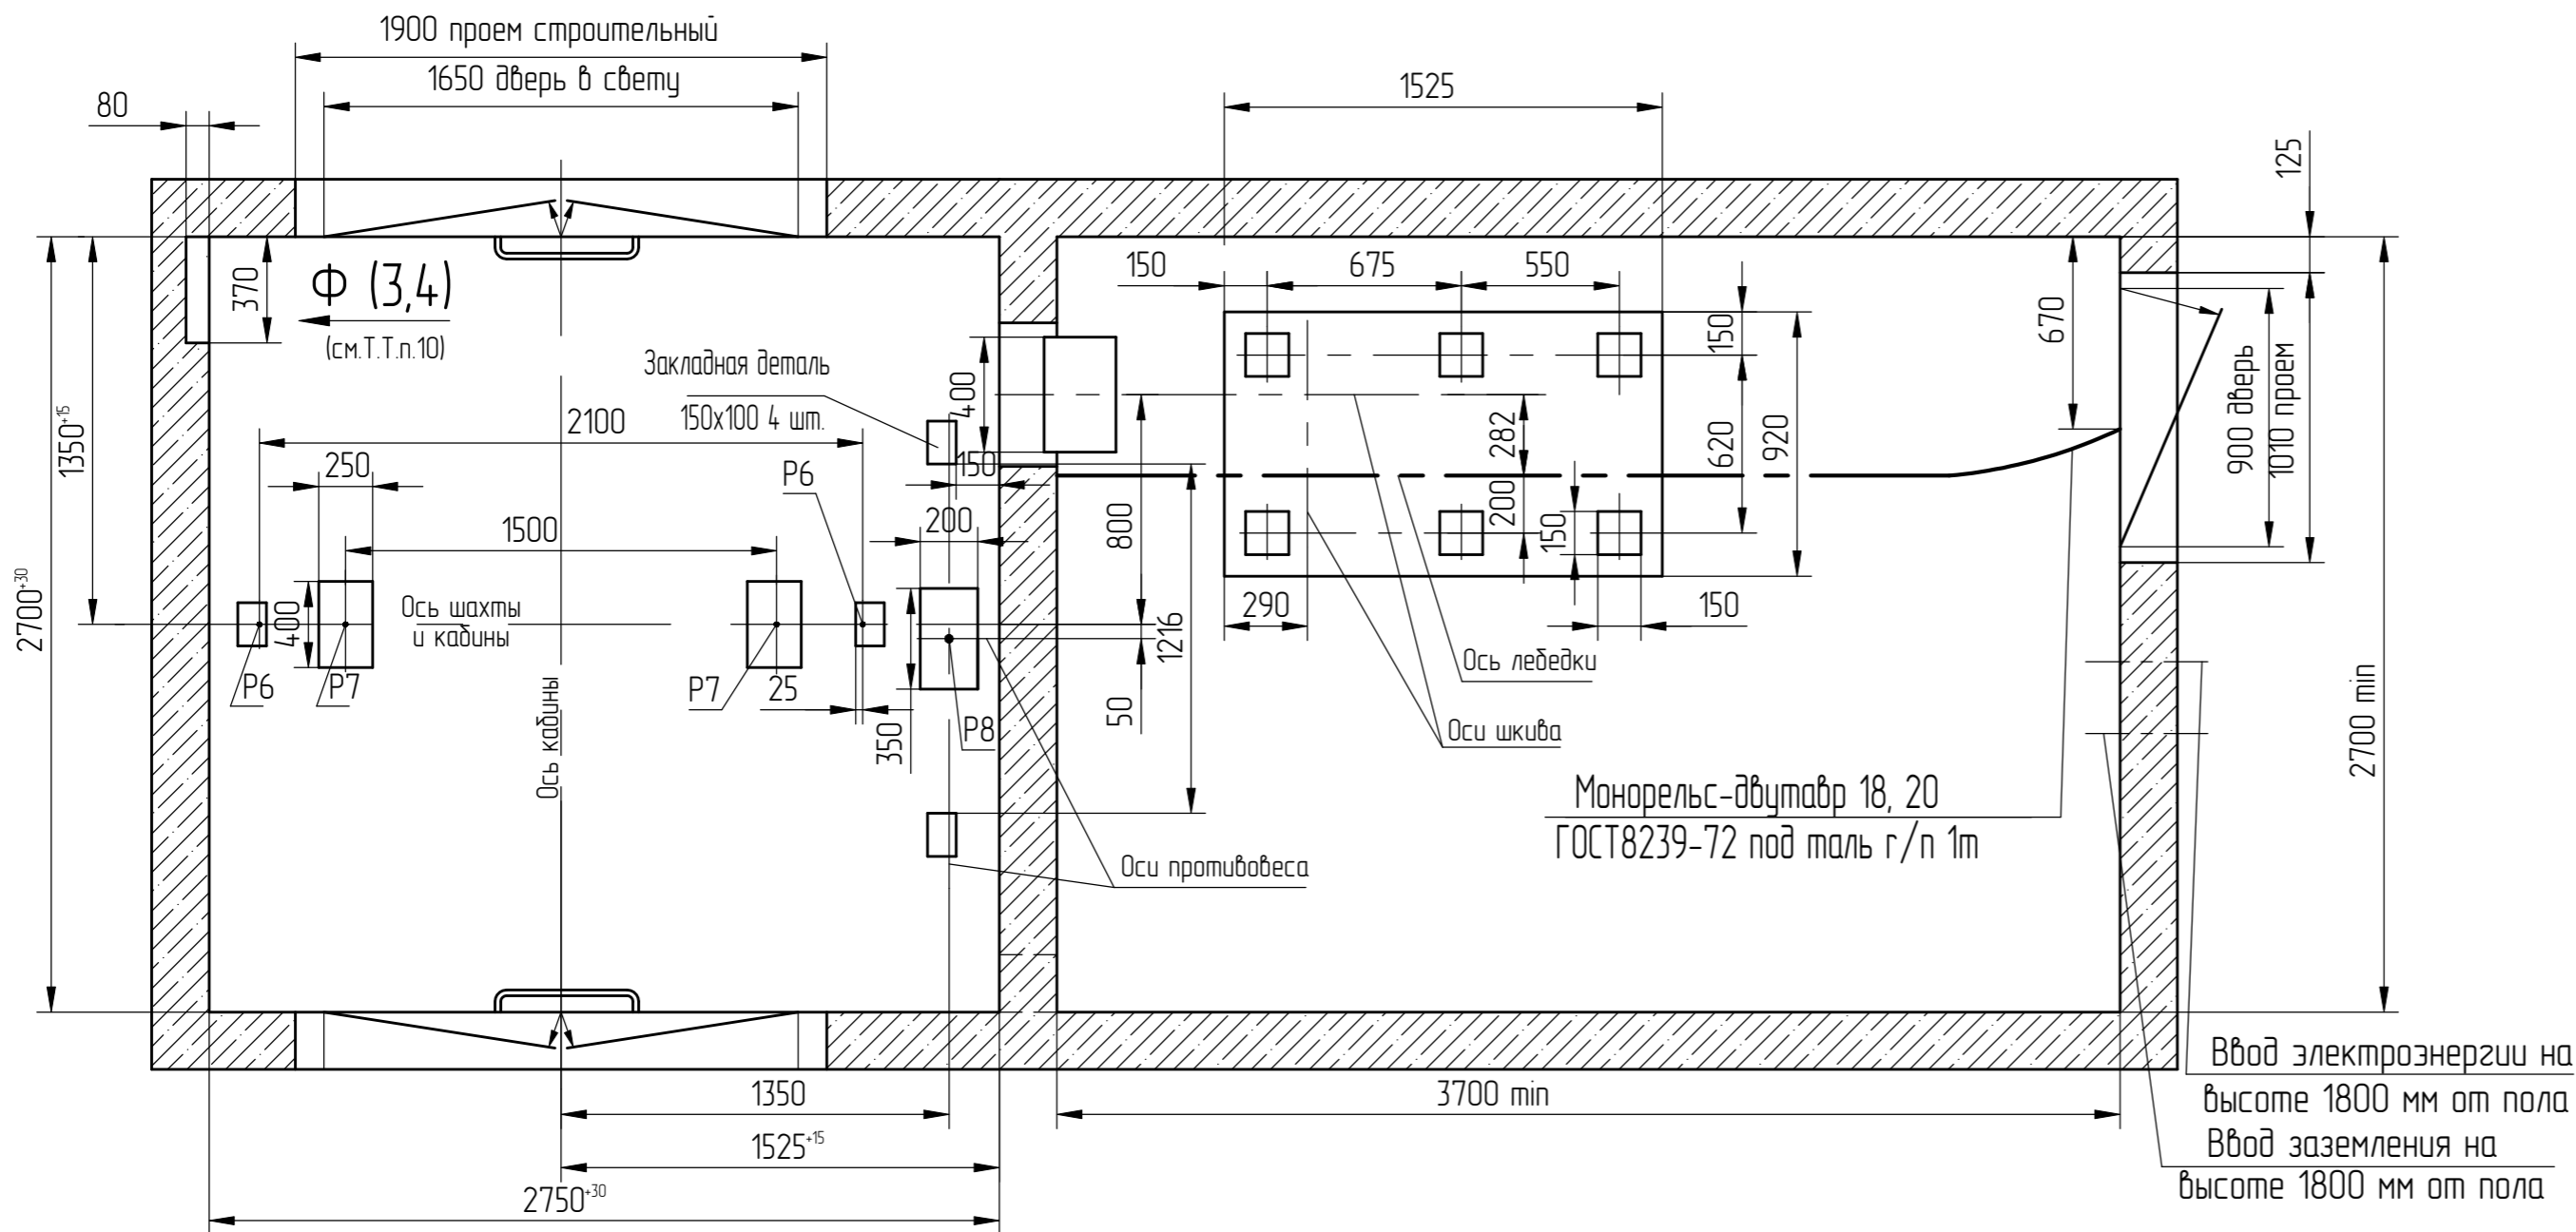 1900 проем строительный
1650 дверь в свету
80
1525
125
370
Ф (3,4)
(см.Т.Т.п.10)
150
675
550
670
150
Закладная деталь
150х100 4 шт.
400
900 дверь
1010 проем
1350⁺¹⁵
2100
250
P6
150
282
620
920
200
1500
200
800
150
2700⁺³⁰
400
Ось шахты
и кабины
1216
290
150
Ось лебедки
P6
P7
P7
25
Ось кабины
350
P8
50
Оси шкива
2700 min
Монорельс-двутавр 18, 20
ГОСТ8239-72 под таль г/п 1т
Оси противовеса
1350
3700 min
1525⁺¹⁵
2750⁺³⁰
Ввод электроэнергии на
высоте 1800 мм от пола
Ввод заземления на
высоте 1800 мм от пола